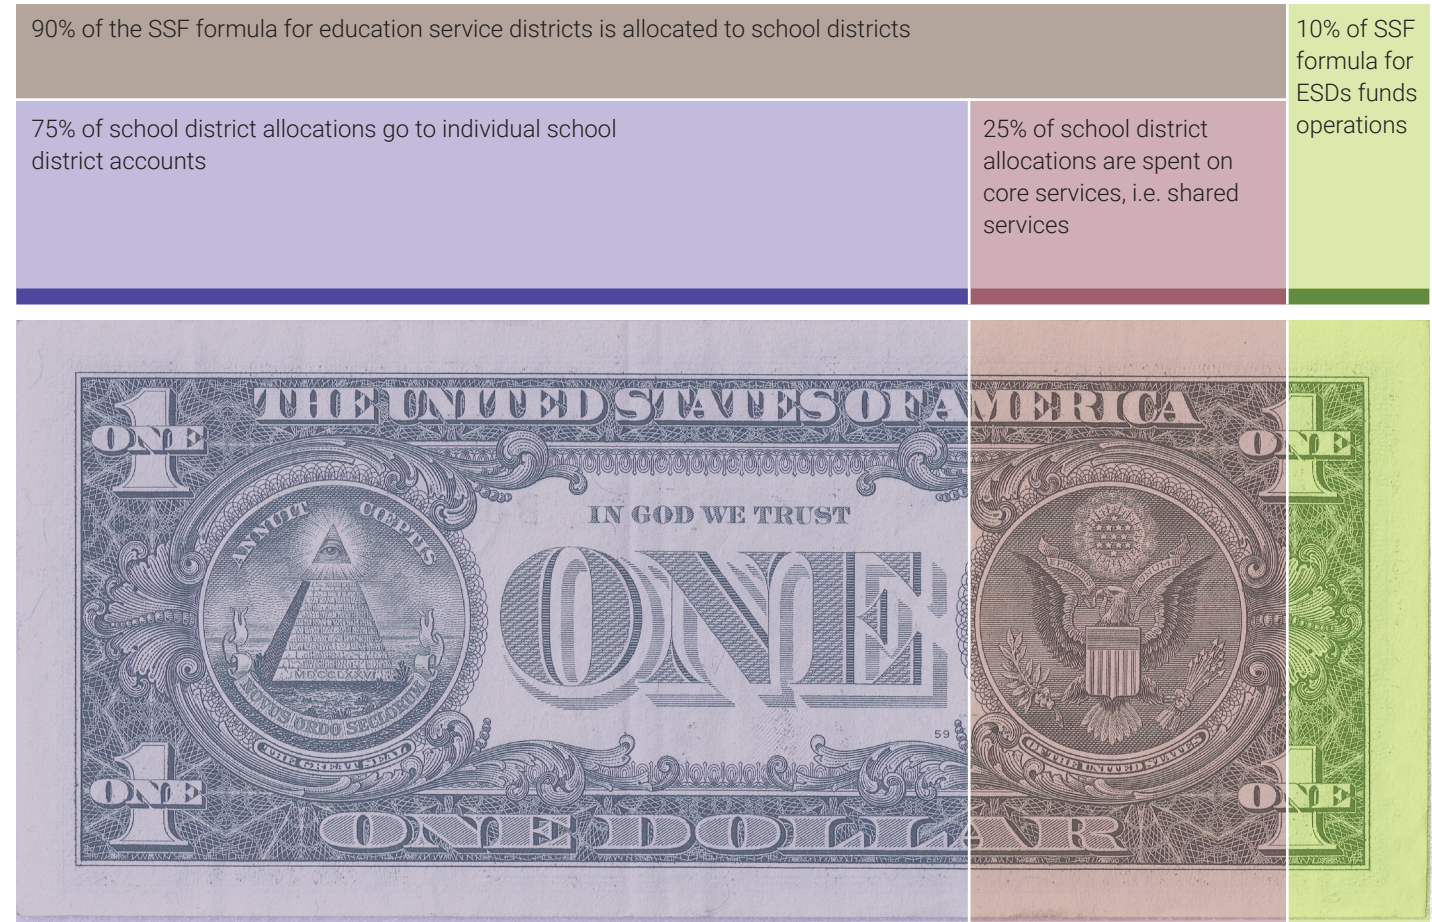 90% of the SSF formula for education service districts is allocated to school districts
10% of SSF
formula for
ESDs funds
operations
75% of school district allocations go to individual school
district accounts
25% of school district
allocations are spent on
core services, i.e. shared
services
THE UNITED STATES OF AMERICA
ONE
ONE
ANNUIT CŒPTIS
IN GOD WE TRUST
ONE
E PLURIBUS UNUM
MDCCLXXVI
NOVUS ORDO SECLORUM
59
THE GREAT SEAL
OF THE UNITED STATES
ONE
ONE
ONE DOLLAR